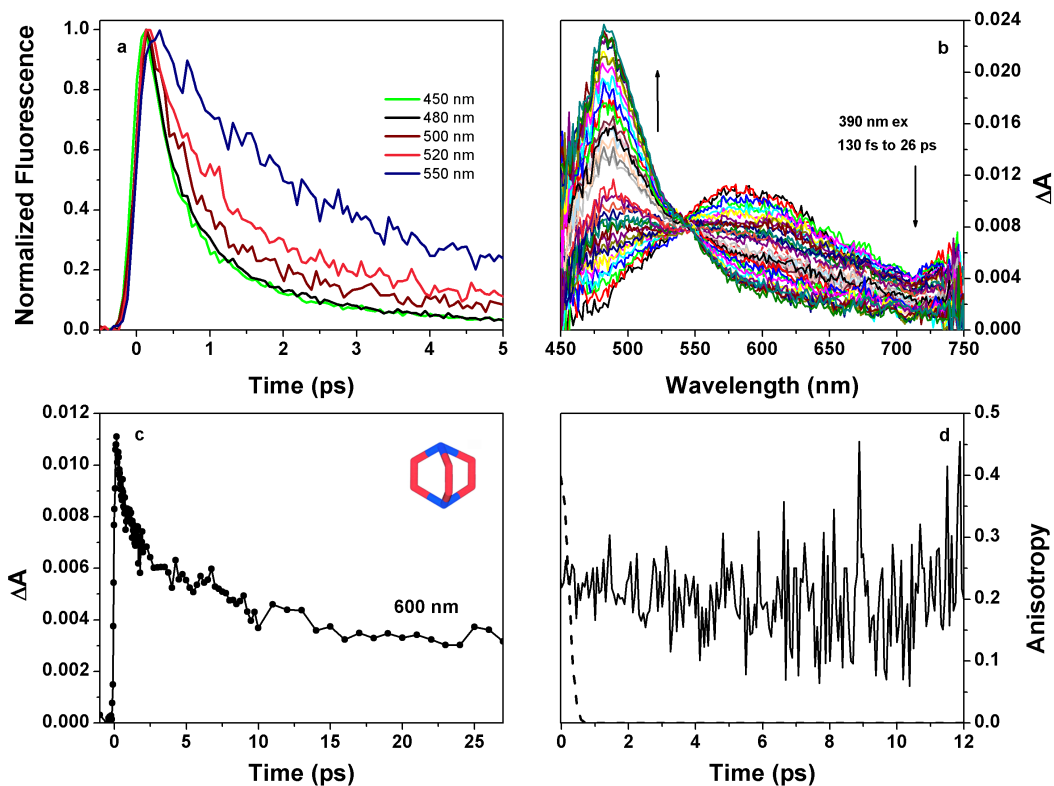 a
1.0
0.8
0.6
0.4
0.2
0.0
Normalized Fluorescence
450 nm
480 nm
500 nm
520 nm
550 nm
0 1 2 3 4 5
Time (ps)
b
390 nm ex
130 fs to 26 ps
0.024
0.020
0.016
0.012
0.008
0.004
0.000
ΔA
450 500 550 600 650 700 750
Wavelength (nm)
c
0.012
0.010
0.008
0.006
0.004
0.002
0.000
ΔA
600 nm
0 5 10 15 20 25
Time (ps)
d
0.5
0.4
0.3
0.2
0.1
0.0
Anisotropy
0 2 4 6 8 10 12
Time (ps)